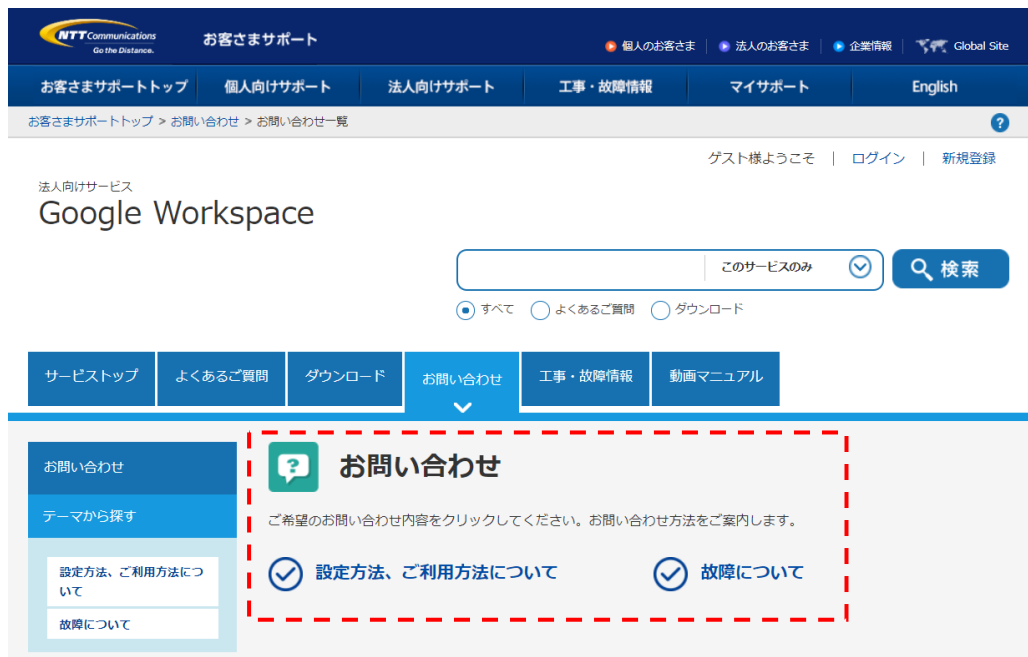 NTT Communications
Go the Distance.
お客さまサポート
個人のお客さま
法人のお客さま
企業情報
Global Site
お客さまサポートトップ
個人向けサポート
法人向けサポート
工事・故障情報
マイサポート
English
お客さまサポートトップ > お問い合わせ > お問い合わせ一覧
?
ゲスト様ようこそ | ログイン | 新規登録
法人向けサービス
Google Workspace
このサービスのみ
検索
すべて
よくあるご質問
ダウンロード
サービストップ
よくあるご質問
ダウンロード
お問い合わせ
工事・故障情報
動画マニュアル
お問い合わせ
テーマから探す
設定方法、ご利用方法につ
いて
故障について
?
お問い合わせ
ご希望のお問い合わせ内容をクリックしてください。お問い合わせ方法をご案内します。
設定方法、ご利用方法について
故障について